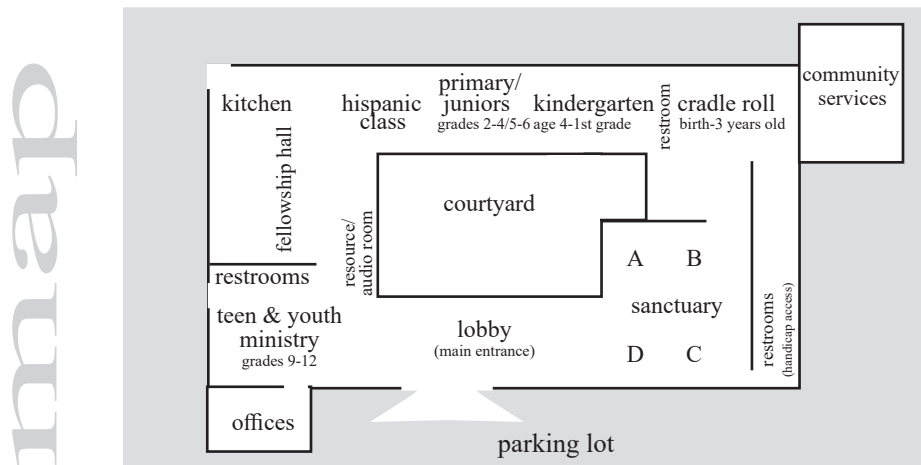 map
kitchen
hispanic
class
primary/
juniors
grades 2-4/5-6
kindergarten
age 4-1st grade
restroom
cradle roll
birth-3 years old
community
services
fellowship hall
resource/
audio room
courtyard
restrooms
teen & youth
ministry
grades 9-12
lobby
(main entrance)
A B
sanctuary
D C
restrooms
(handicap access)
offices
parking lot